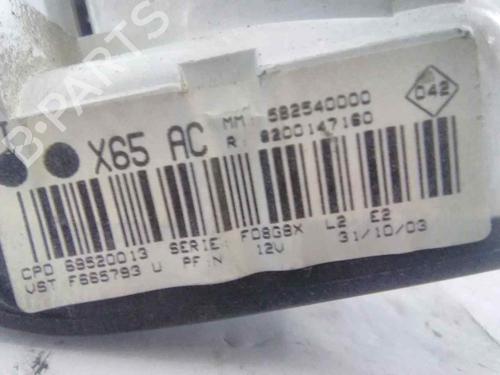 T
X65 AC
MM: 582540000
R: 8200147160
042
CPD 69520013 SERIE: F08G8X L2 E2
VST F665793 U PF:N 12V 31/10/03
B-PARTS